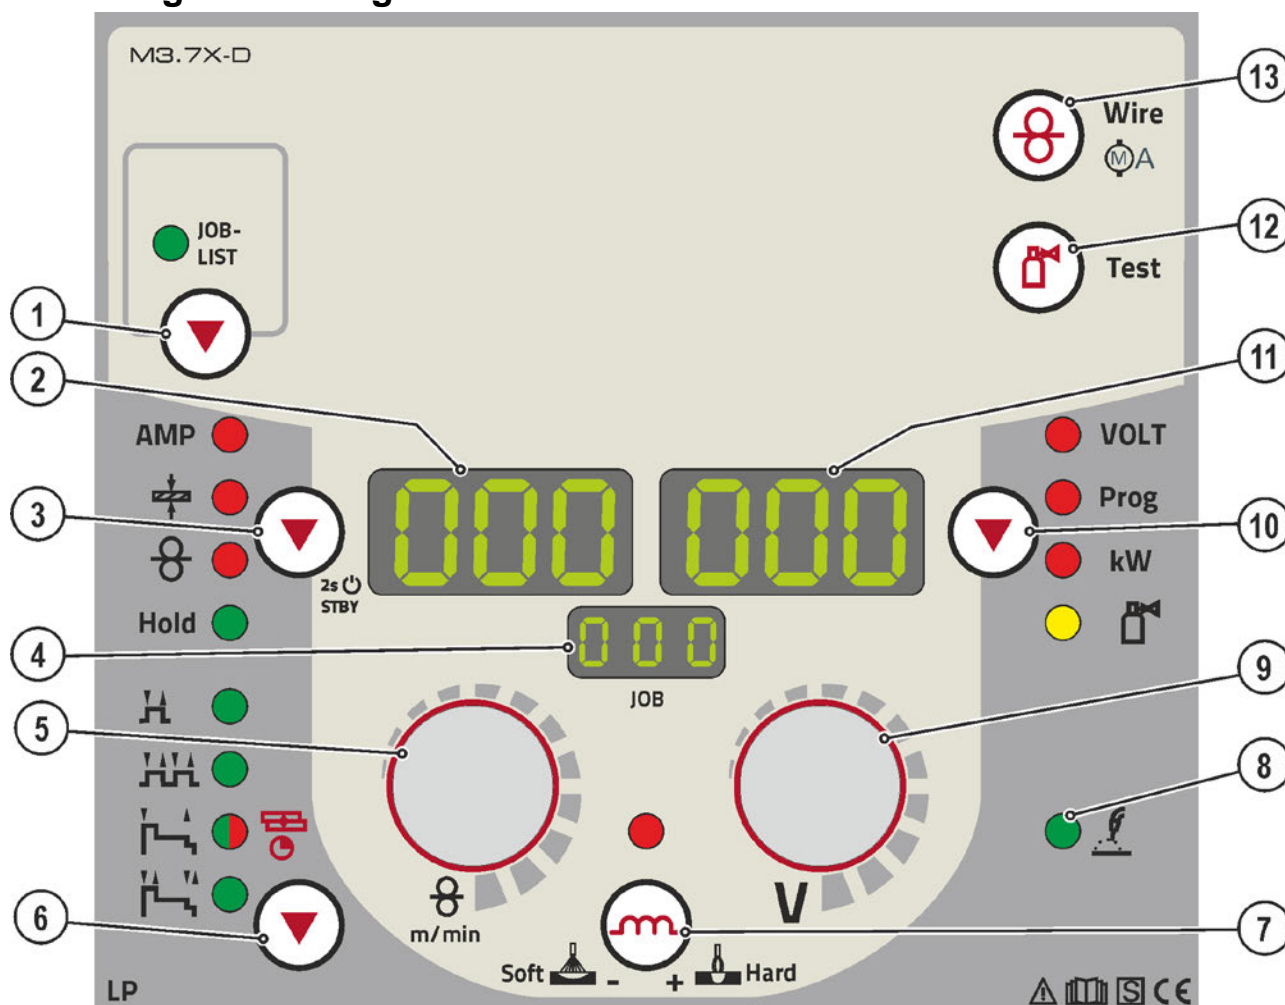 M3.7X-D
13
Wire
M A
JOB-
LIST
12
Test
1
11
2
AMP
VOLT
000
000
Prog
3
10
kW
2s
STBY
Hold
4
000
9
JOB
5
8
V
6
m/min
7
Soft - + Hard
LP
S CE